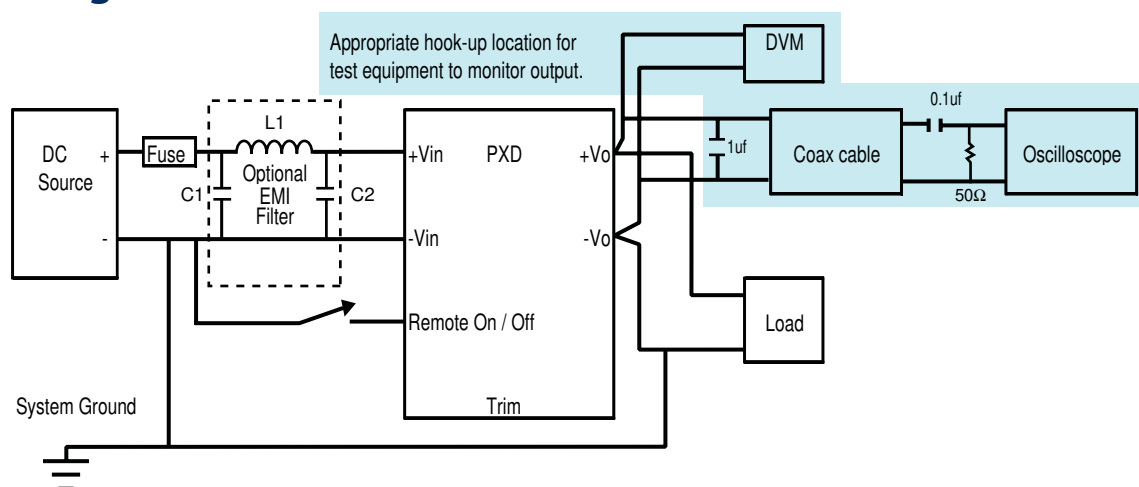 Appropriate hook-up location for
test equipment to monitor output.
DVM
0.1uf
L1
DC
Source
+
-
Fuse
Optional
EMI
Filter
C1
C2
+Vin
PXD
+Vo
1uf
Coax cable
Oscilloscope
50Ω
-Vin
-Vo
Remote On / Off
Load
System Ground
Trim